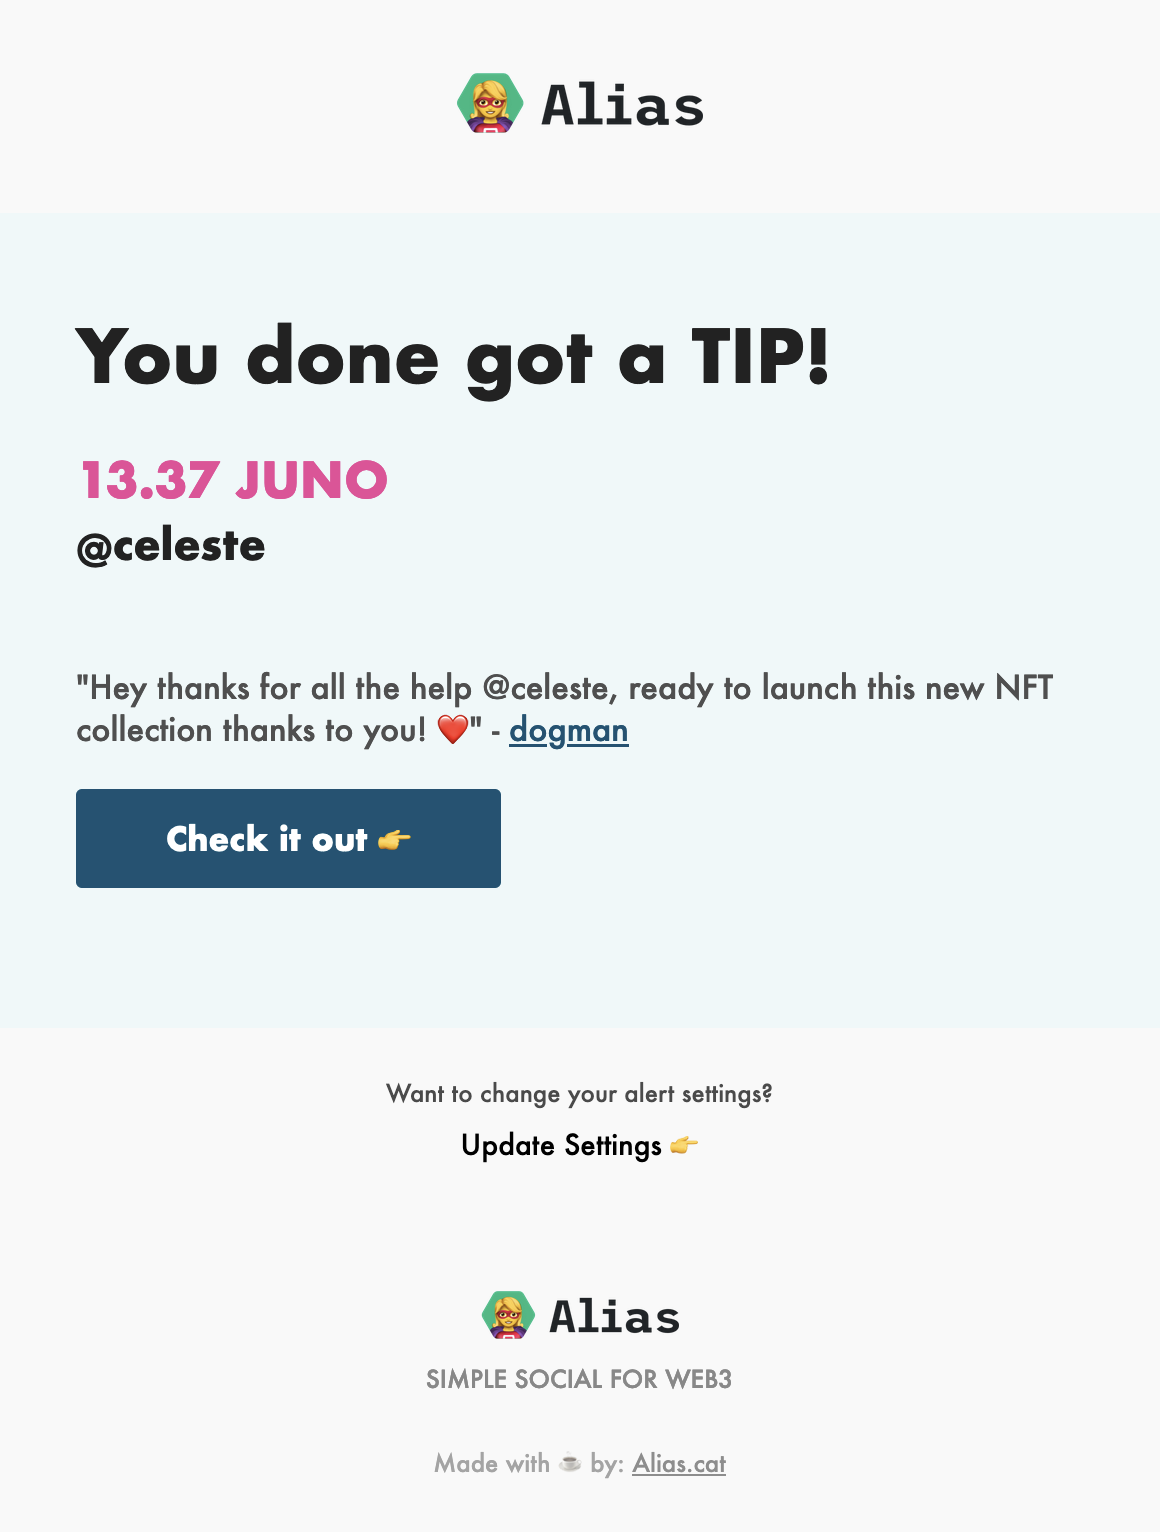 Alias
You done got a TIP!
13.37 JUNO
@celeste
"Hey thanks for all the help @celeste, ready to launch this new NFT
collection thanks to you! ❤️" - dogman
Check it out 👉
Want to change your alert settings?
Update Settings 👉
Alias
SIMPLE SOCIAL FOR WEB3
Made with ☕ by: Alias.cat